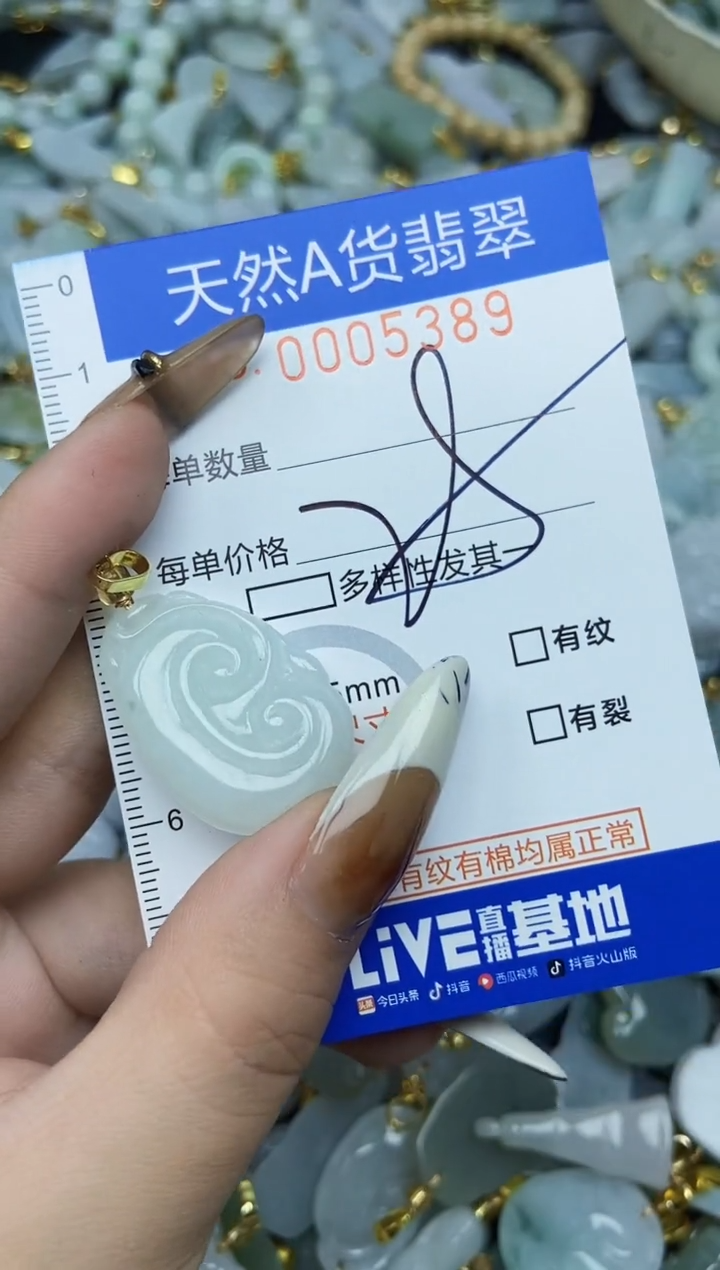 天然A货翡翠
0005389
0
1
单数量
每单价格
多样性发其一
有纹
mm
有裂
6
有纹有棉均属正常
LiVE直播基地
今日头条 抖音 西瓜视频 抖音火山版